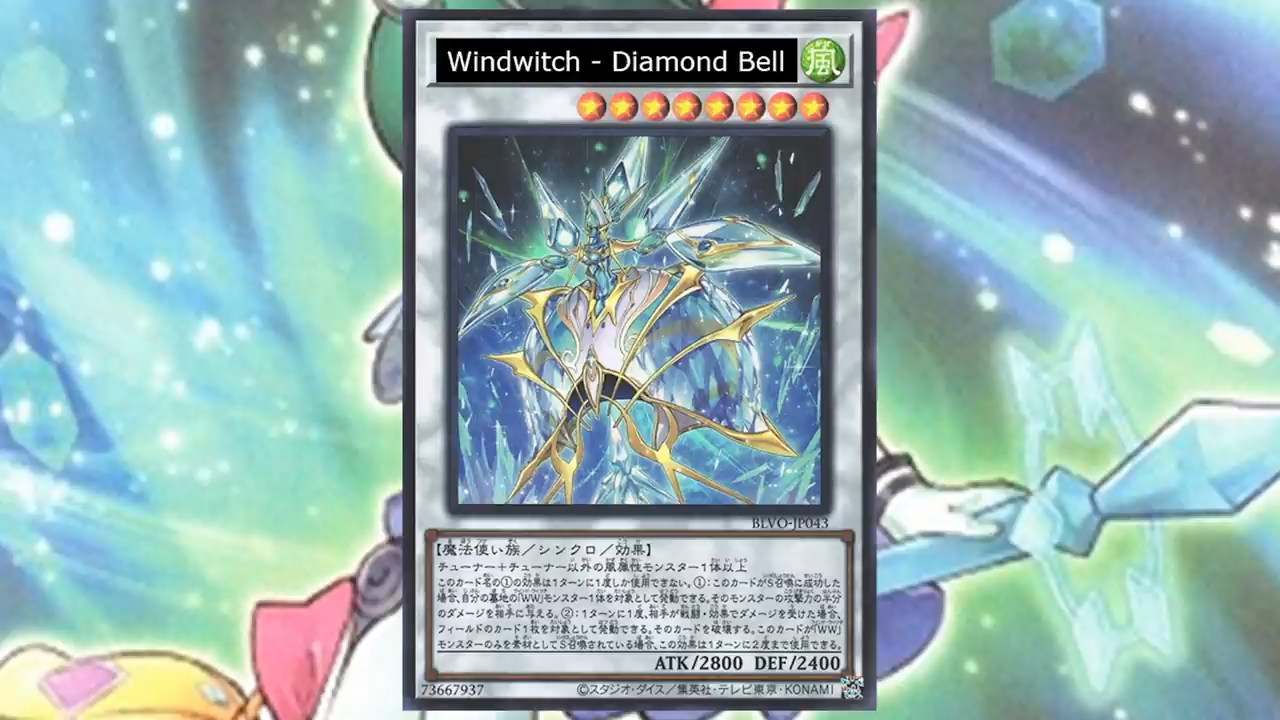 Windwitch - Diamond Bell
風
BLVO-JP043
【魔法使い族／シンクロ／効果】
チューナー＋チューナー以外の風属性モンスター1体以上
このカード名の①の効果は1ターンに1度しか使用できない。①：このカードがS召喚に成功した
場合、自分の墓地の「WW」モンスター1体を対象として発動できる。そのモンスターの攻撃力の半分
のダメージを相手に与える。②：1ターンに1度、相手が戦闘・効果でダメージを受けた場合、
フィールドのカード1枚を対象として発動できる。そのカードを破壊する。このカードが「WW」
モンスターのみを素材としてS召喚されている場合、この効果は1ターンに2度まで使用できる。
ATK/2800 DEF/2400
73667937 ©スタジオ・ダイス／集英社・テレビ東京・KONAMI